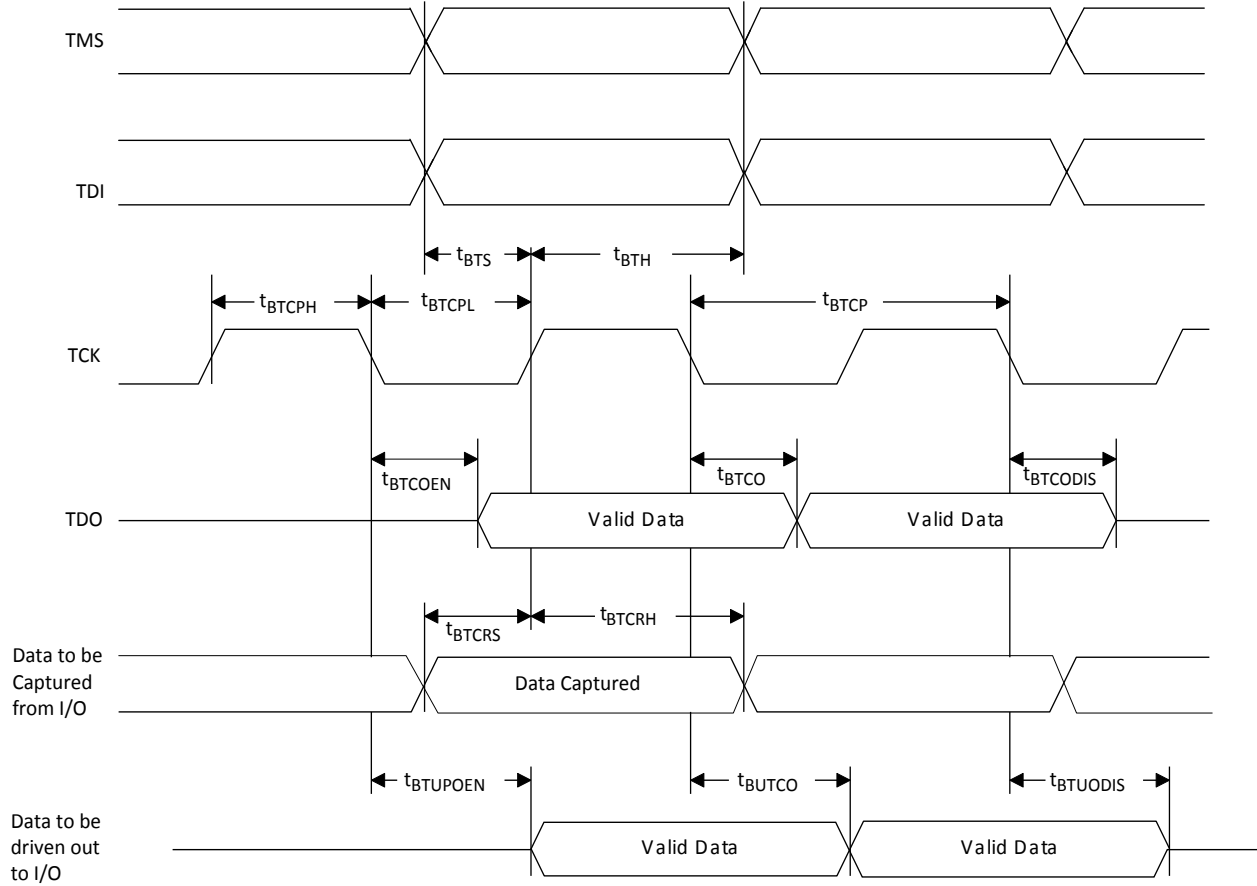 TMS
TDI
tBTS
tBTH
tBTCPH
tBTCPL
tBTCP
TCK
tBTCOEN
tBTCO
tBTCODIS
TDO
Valid Data
Valid Data
tBTCRS
tBTCRH
Data to be
Captured
from I/O
Data Captured
tBTUPOEN
tBUTCO
tBTUODIS
Data to be
driven out
to I/O
Valid Data
Valid Data